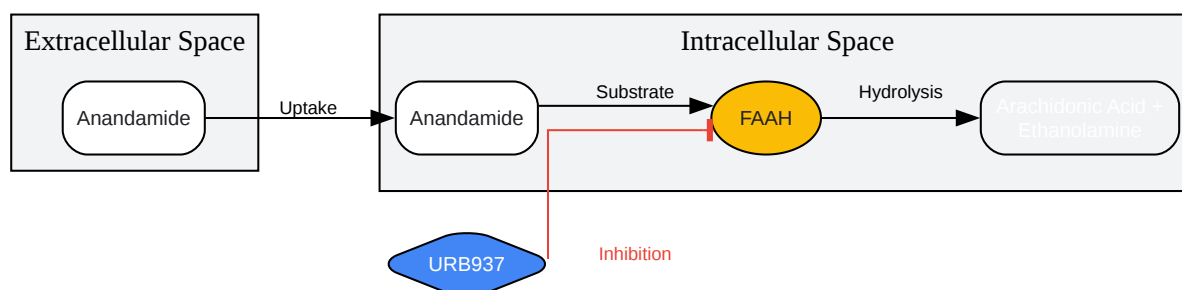 Extracellular Space
Intracellular Space
Anandamide
Uptake
Anandamide
Substrate
FAAH
Hydrolysis
Arachidonic Acid +
Ethanolamine
URB937
Inhibition